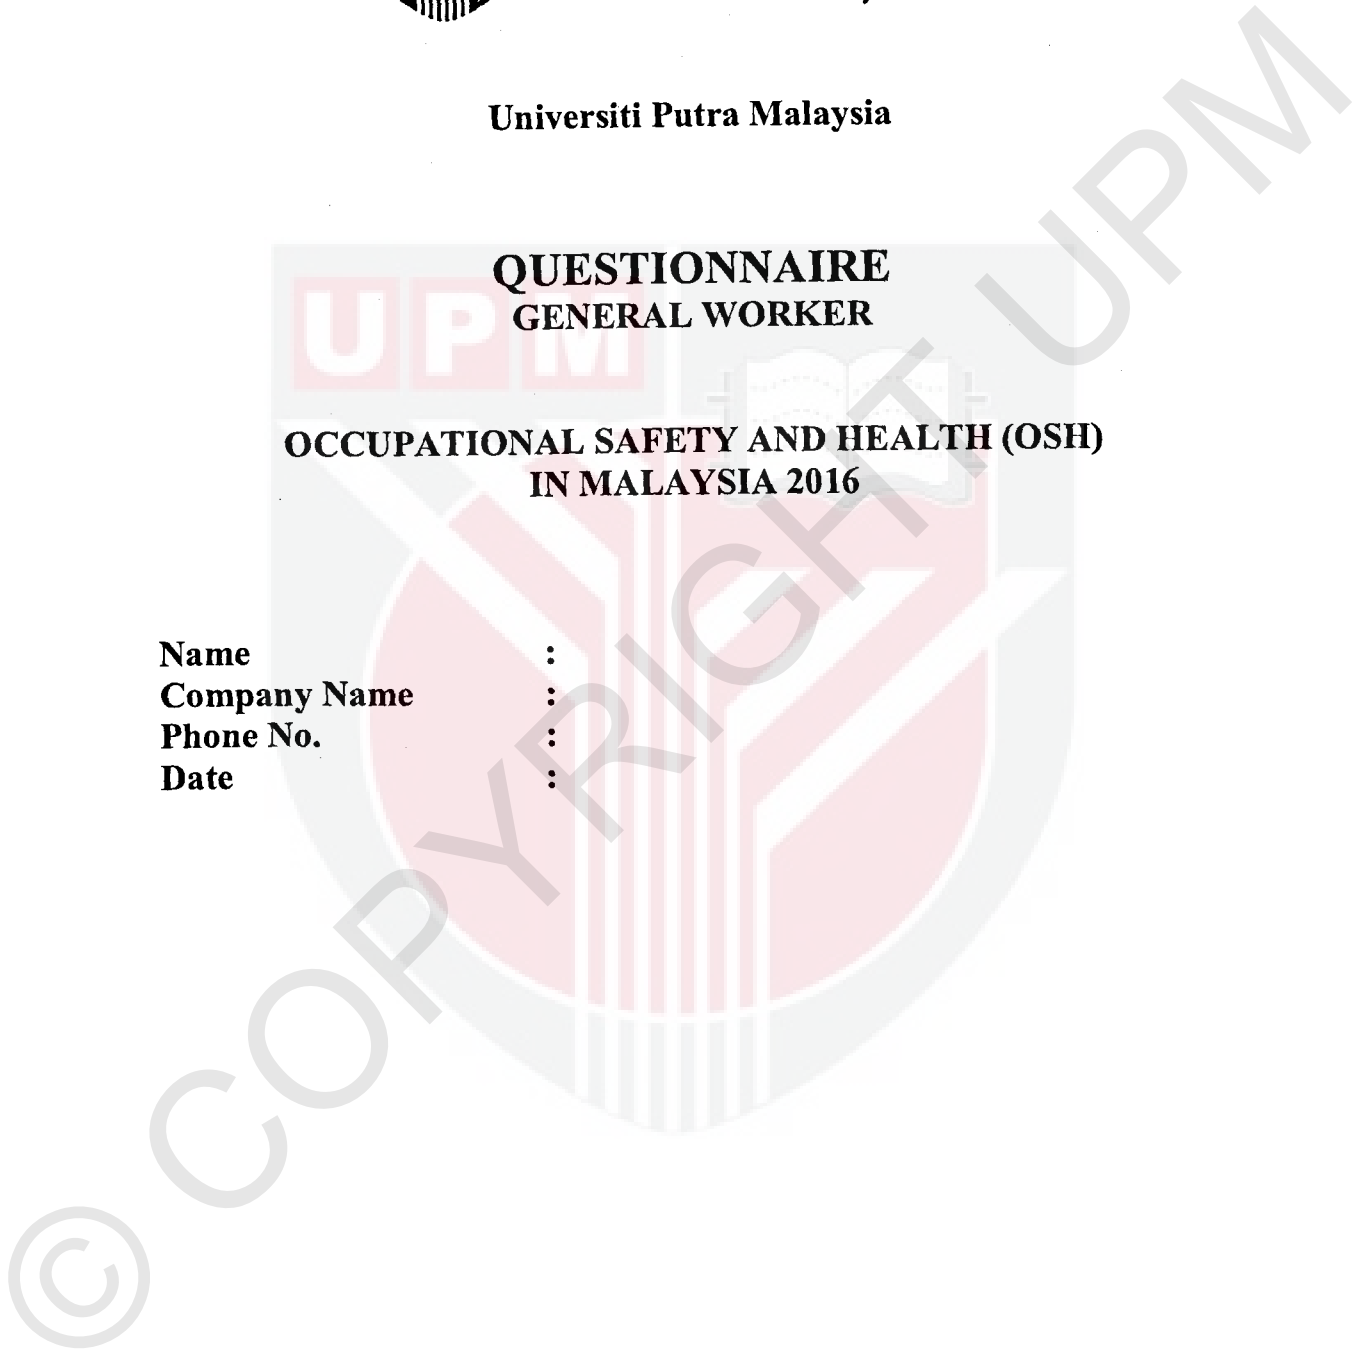 Universiti Putra Malaysia
QUESTIONNAIRE
GENERAL WORKER
UPM
OCCUPATIONAL SAFETY AND HEALTH (OSH)
IN MALAYSIA 2016
Name :
Company Name :
Phone No. :
Date :
© COPYRIGHT UPM